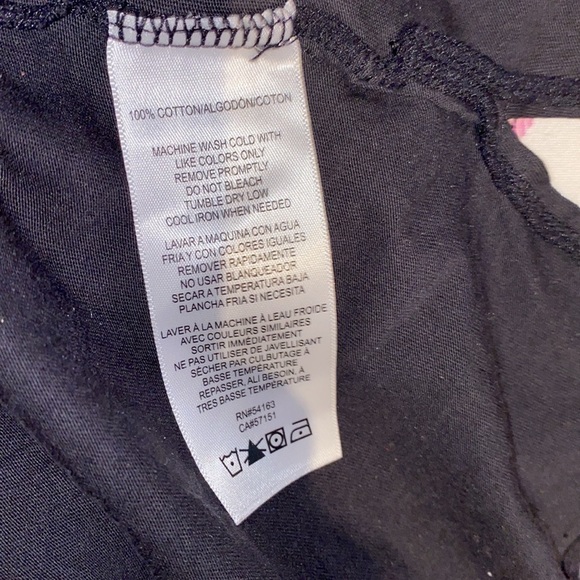 100% COTTON/ALGODÓN/COTON
MACHINE WASH COLD WITH
LIKE COLORS ONLY
REMOVE PROMPTLY
DO NOT BLEACH
TUMBLE DRY LOW
COOL IRON WHEN NEEDED
LAVAR A MAQUINA CON AGUA
FRIA Y CON COLORES IGUALES
REMOVER RAPIDAMENTE
NO USAR BLANQUEADOR
SECAR A TEMPERATURA BAJA
PLANCHA FRIA SI NECESITA
LAVER À LA MACHINE À L'EAU FROIDE
AVEC COULEURS SIMILAIRES
SORTIR IMMÉDIATEMENT
NE PAS UTILISER DE JAVELLISANT
SÉCHER PAR CULBUTAGE À
BASSE TEMPÉRATURE
REPASSER, ALI BESOIN, À
TRES BASSE TEMPÉRATURE
RN#54163
CA#57151